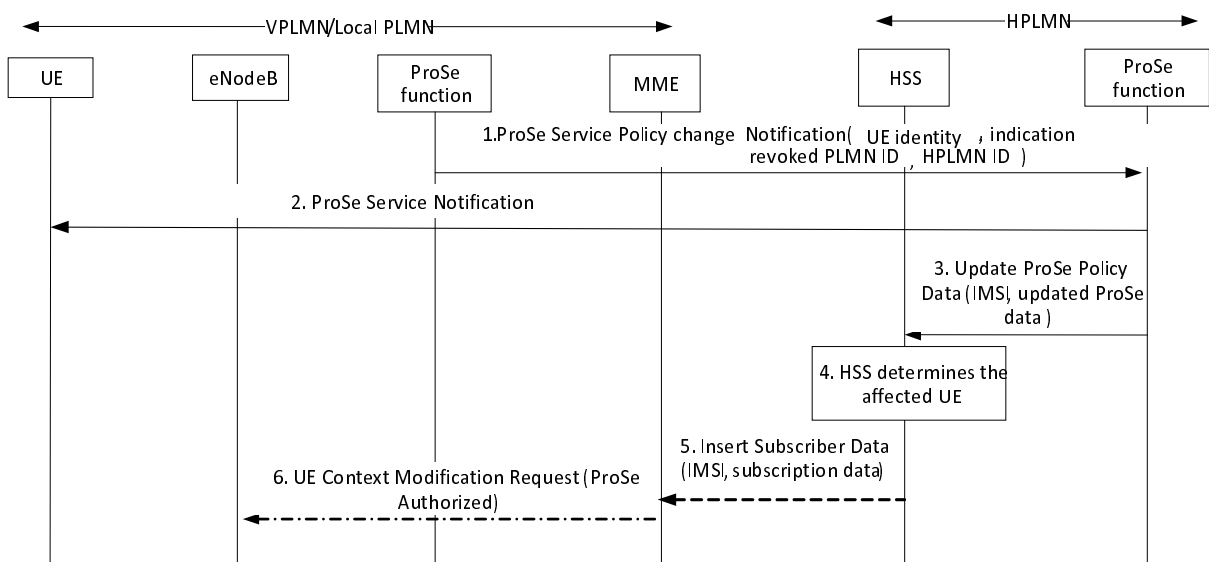 VPLMN/Local PLMN
HPLMN
UE
eNodeB
ProSe
function
MME
HSS
ProSe
function
1.ProSe Service Policy change Notification( UE identity , indication
revoked PLMN ID , HPLMN ID )
2. ProSe Service Notification
3. Update ProSe Policy
Data (IMSI, updated ProSe
data )
4. HSS determines the
affected UE
5. Insert Subscriber Data
(IMSI, subscription data)
6. UE Context Modification Request (ProSe
Authorized)